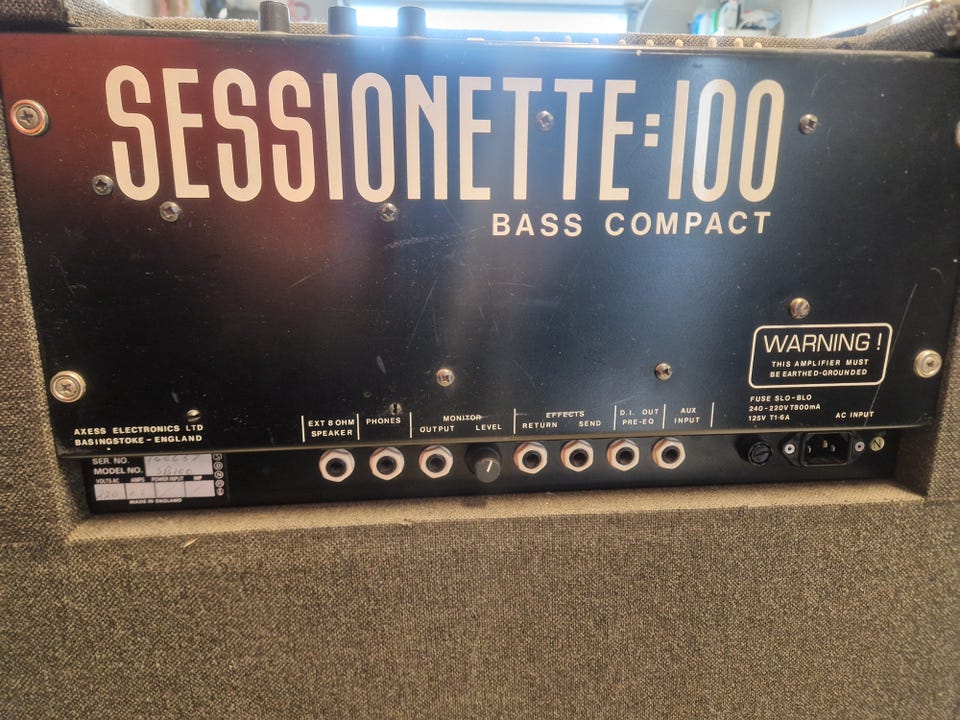 SESSIONETTE:100
BASS COMPACT
WARNING!
THIS AMPLIFIER MUST
BE EARTHED-GROUNDED
FUSE SLO-BLO
240-220V T800mA
125V T1·6A
AC INPUT
AXESS ELECTRONICS LTD
BASINGSTOKE - ENGLAND
EXT 8 OHM
SPEAKER
PHONES
MONITOR
OUTPUT LEVEL
EFFECTS
RETURN SEND
D.I. OUT
PRE-EQ
AUX
INPUT
SER. NO.
MODEL NO. SB100
VOLTS AC AMPS POWER INPUT
MADE IN ENGLAND